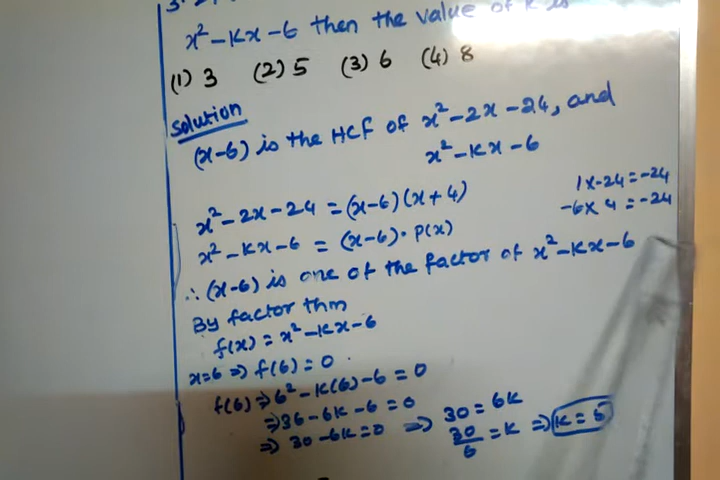 x² - kx - 6 then the value of k is
(1) 3 (2) 5 (3) 6 (4) 8
Solution
(x-6) is the HCF of x² - 2x - 24, and
x² - kx - 6
x² - 2x - 24 = (x-6)(x+4)
1 x -24 = -24
x² - kx - 6 = (x-6) · P(x)
-6 x 4 = -24
∴ (x-6) is one of the factor of x² - kx - 6
By factor thm
f(x) = x² - kx - 6
x=6 ⇒ f(6) = 0 .
f(6) ⇒ 6² - k(6) - 6 = 0
⇒ 36 - 6k - 6 = 0
⇒ 30 - 6k = 0 ⇒ 30 = 6k
30/6 = k ⇒ k = 5